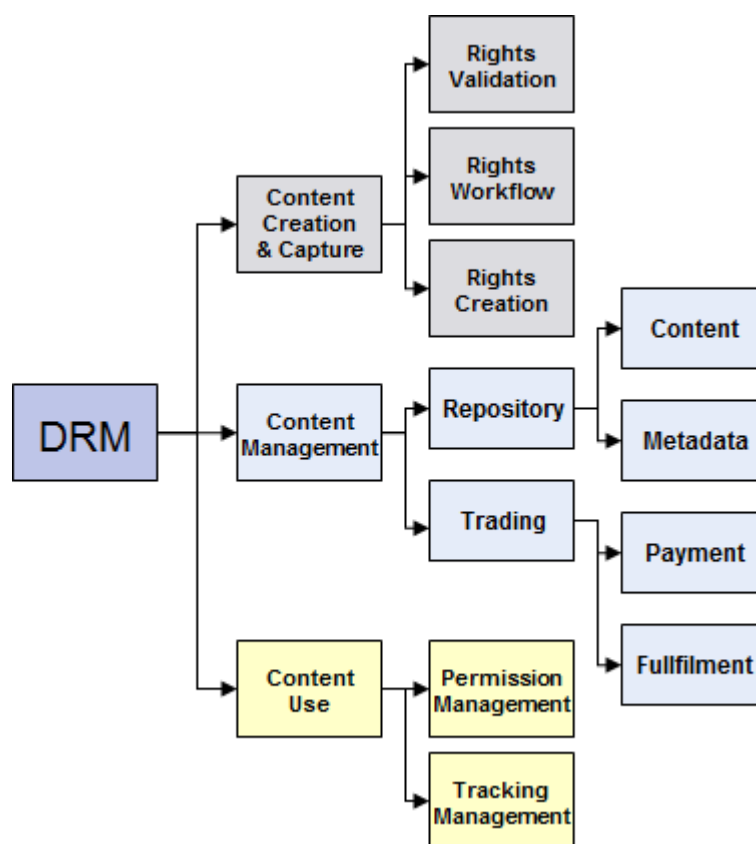 DRM
Content
Creation
& Capture
Rights
Validation
Rights
Workflow
Rights
Creation
Content
Management
Repository
Content
Metadata
Trading
Payment
Fullfilment
Content
Use
Permission
Management
Tracking
Management